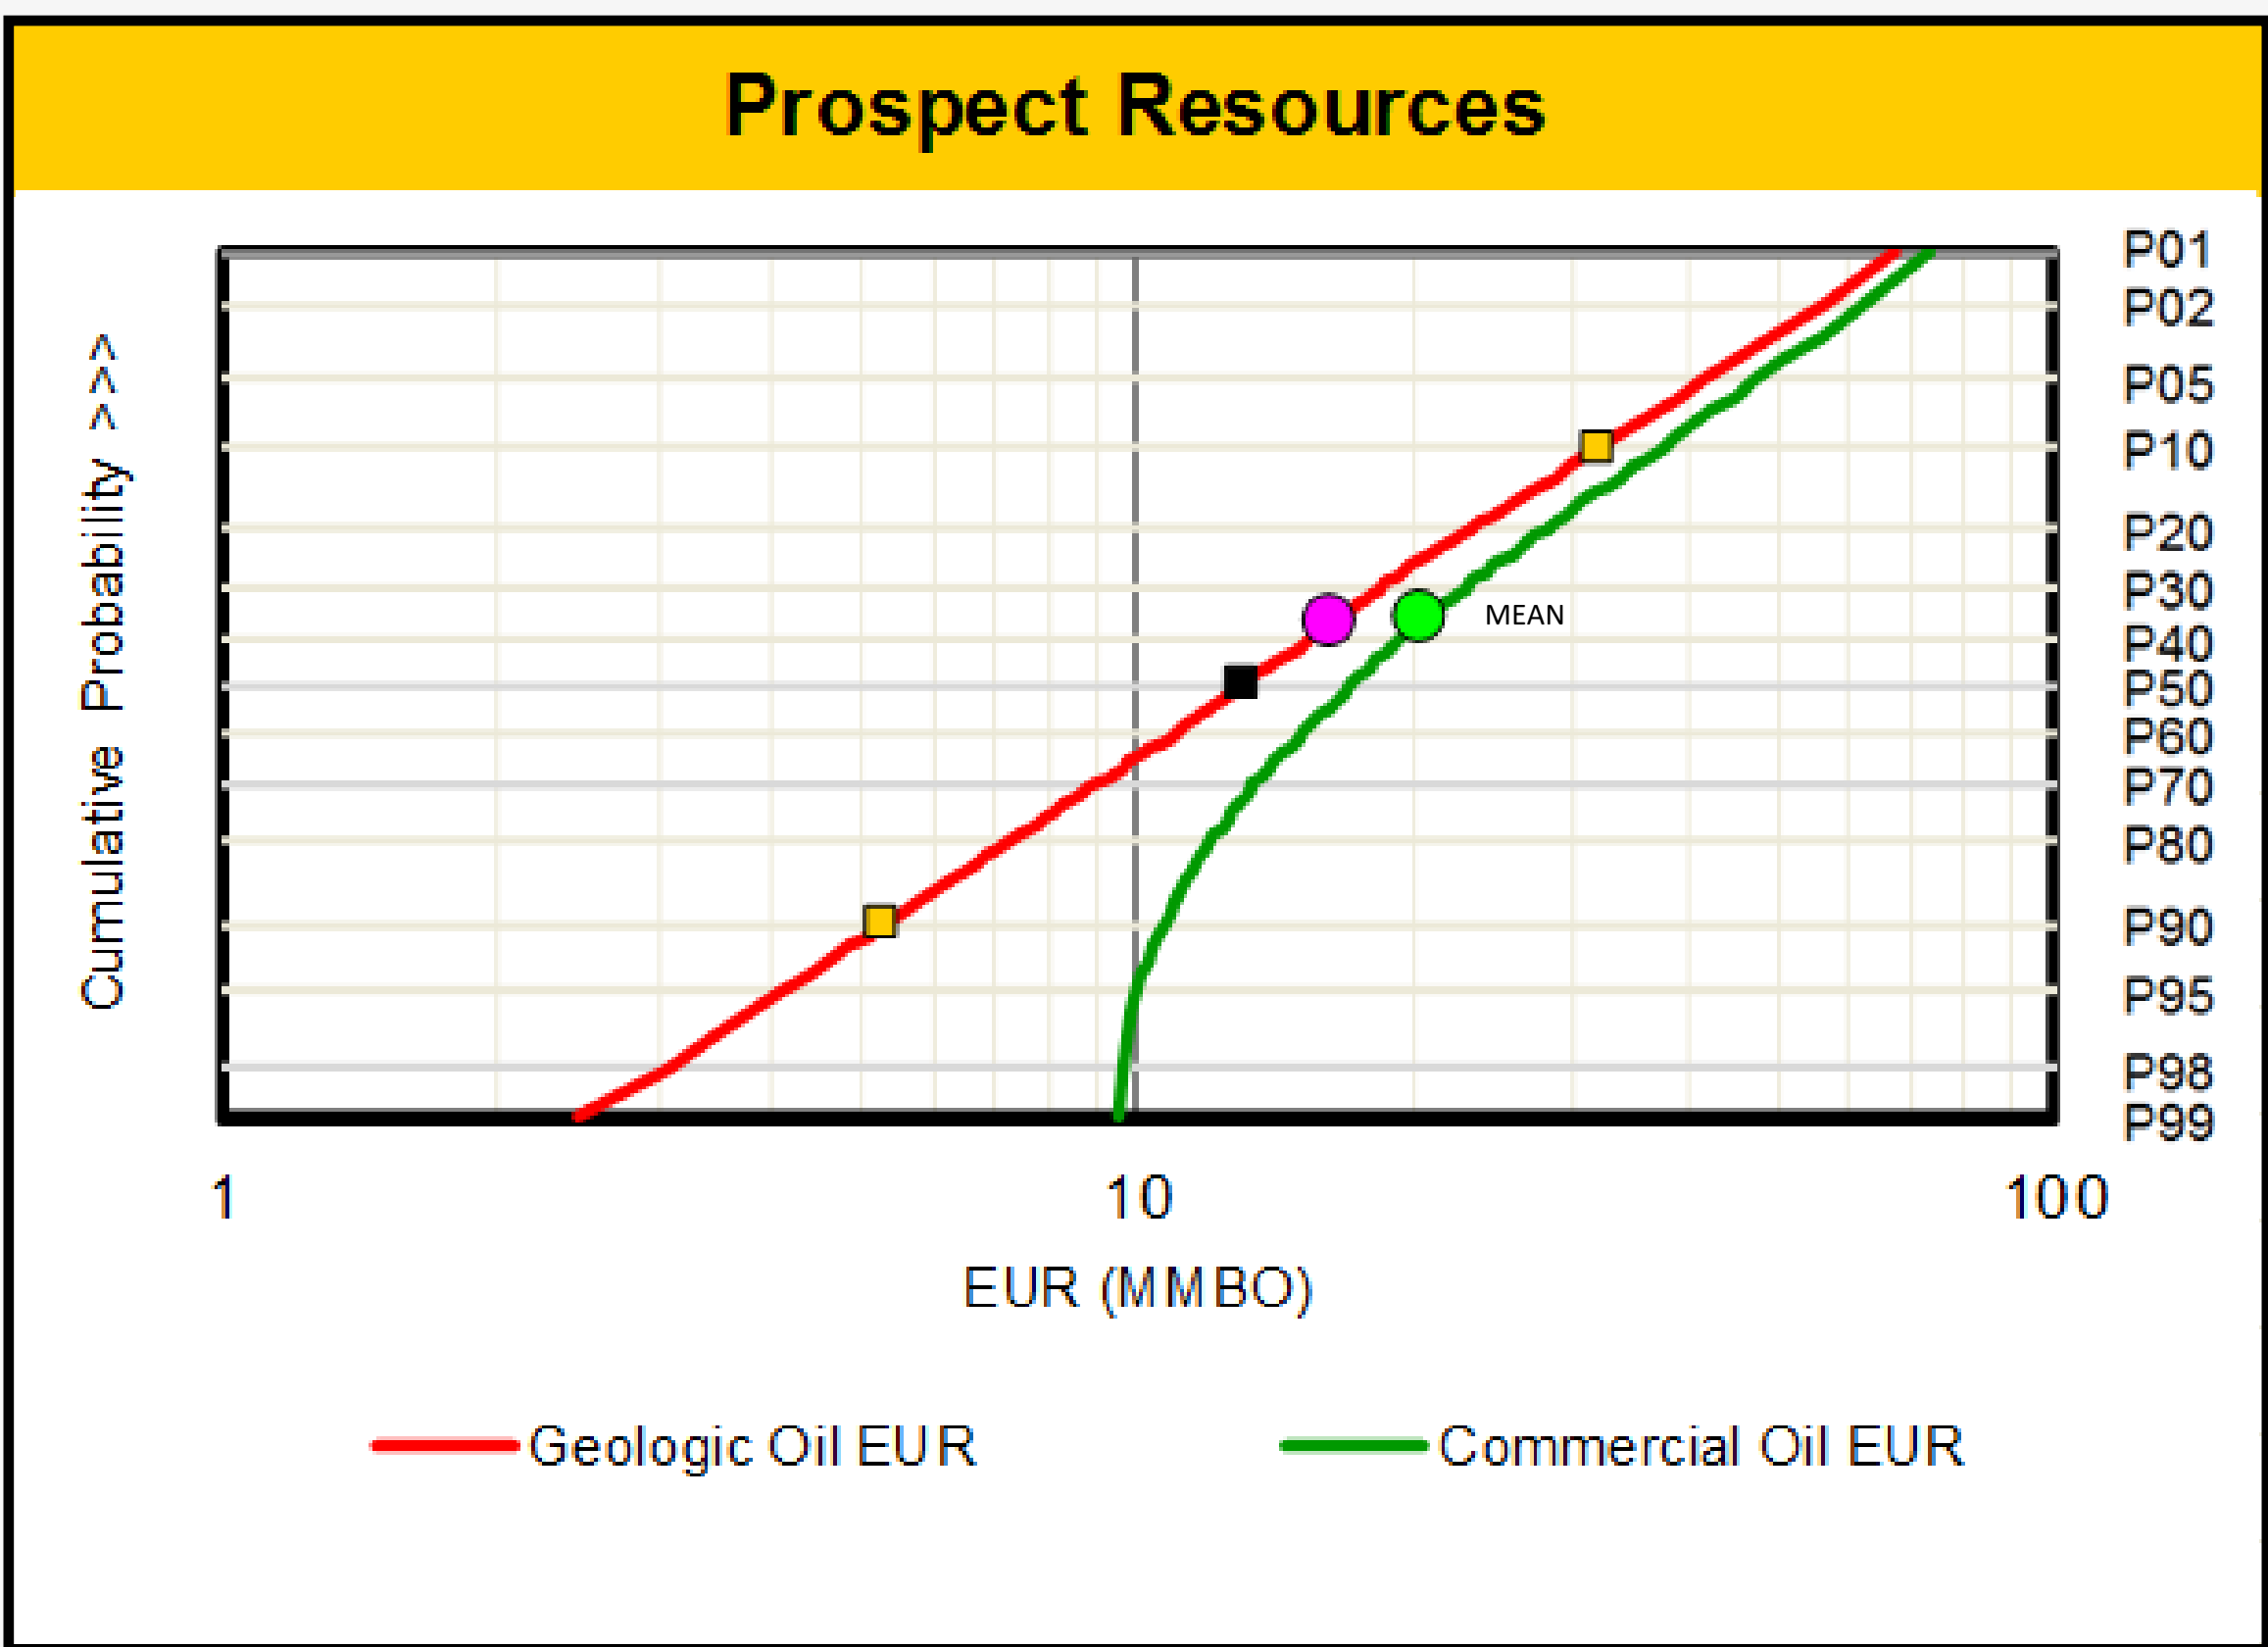 Prospect Resources
Cumulative Probability >>>
P01
P02
P05
P10
P20
P30
MEAN
P40
P50
P60
P70
P80
P90
P95
P98
P99
1 10 100
EUR (MMBO)
Geologic Oil EUR Commercial Oil EUR